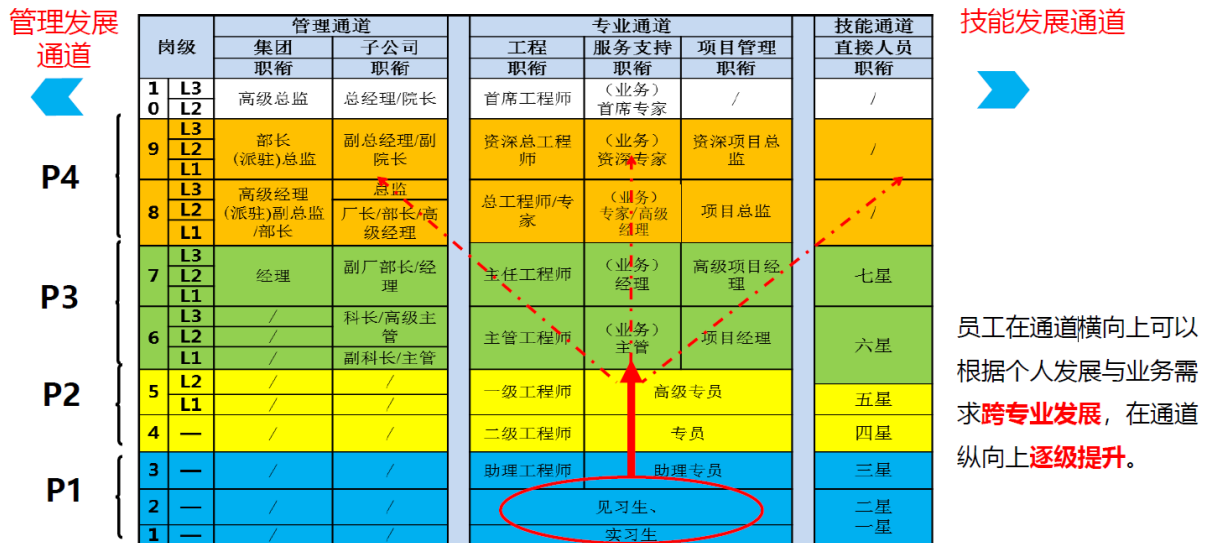 管理发展
通道
技能发展通道
岗级 管理通道 专业通道 技能通道
集团 子公司 工程 服务支持 项目管理 直接人员
职衔 职衔 职衔 职衔 职衔 职衔
10 L3 L2 高级总监 总经理/院长 首席工程师 （业务）首席专家 / /
P4
9 L3 L2 L1 部长(派驻)总监 副总经理/副院长 资深总工程师 （业务）资深专家 资深项目总监 /
8 L3 L2 L1 高级经理(派驻)副总监/部长 总监 厂长/部长/高级经理 总工程师/专家 （业务）专家/高级经理 项目总监 /
P3
7 L3 L2 L1 经理 副厂部长/经理 主任工程师 （业务）经理 高级项目经理 七星
6 L3 / 科长/高级主管 主管工程师 （业务）主管 项目经理 六星
L2 /
L1 / 副科长/主管
P2
5 L2 / / 一级工程师 高级专员
L1 / / 五星
4 — / / 二级工程师 专员 四星
P1
3 — / / 助理工程师 助理专员 三星
2 — / / 见习生、 二星
1 — / / 实习生 一星
员工在通道横向上可以
根据个人发展与业务需
求跨专业发展，在通道
纵向上逐级提升。